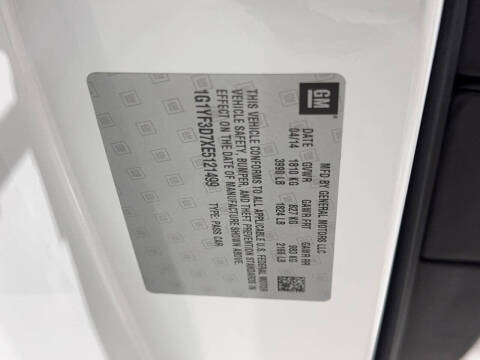 GM
MFD BY GENERAL MOTORS LLC
DATE GVWR GAWR FRT GAWR RR
04/14 1810 KG 827 KG 983 KG
3990 LB 1824 LB 2166 LB
THIS VEHICLE CONFORMS TO ALL APPLICABLE U.S. FEDERAL MOTOR
VEHICLE SAFETY, BUMPER, AND THEFT PREVENTION STANDARDS IN
EFFECT ON THE DATE OF MANUFACTURE SHOWN ABOVE.
1G1YF3D7XE5121499 TYPE: PASS CAR